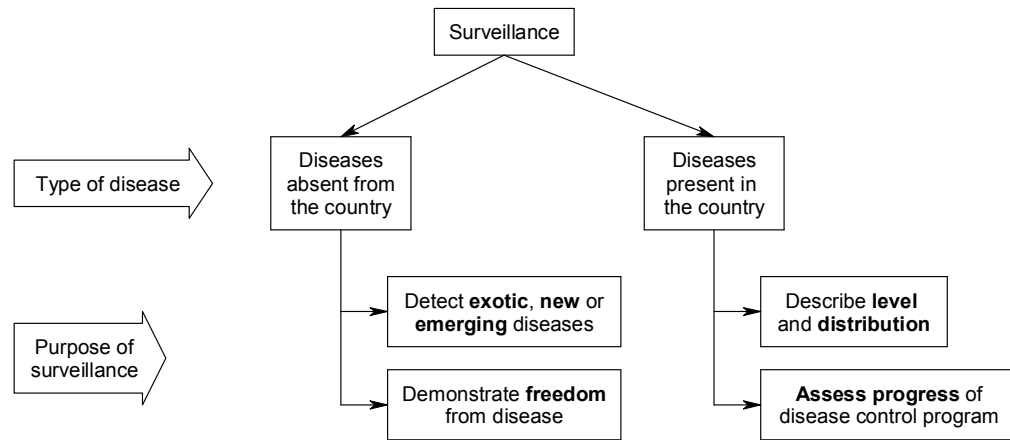 Surveillance
Type of disease
Diseases
absent from
the country
Diseases
present in
the country
Purpose of
surveillance
Detect exotic, new or
emerging diseases
Describe level
and distribution
Demonstrate freedom
from disease
Assess progress of
disease control program